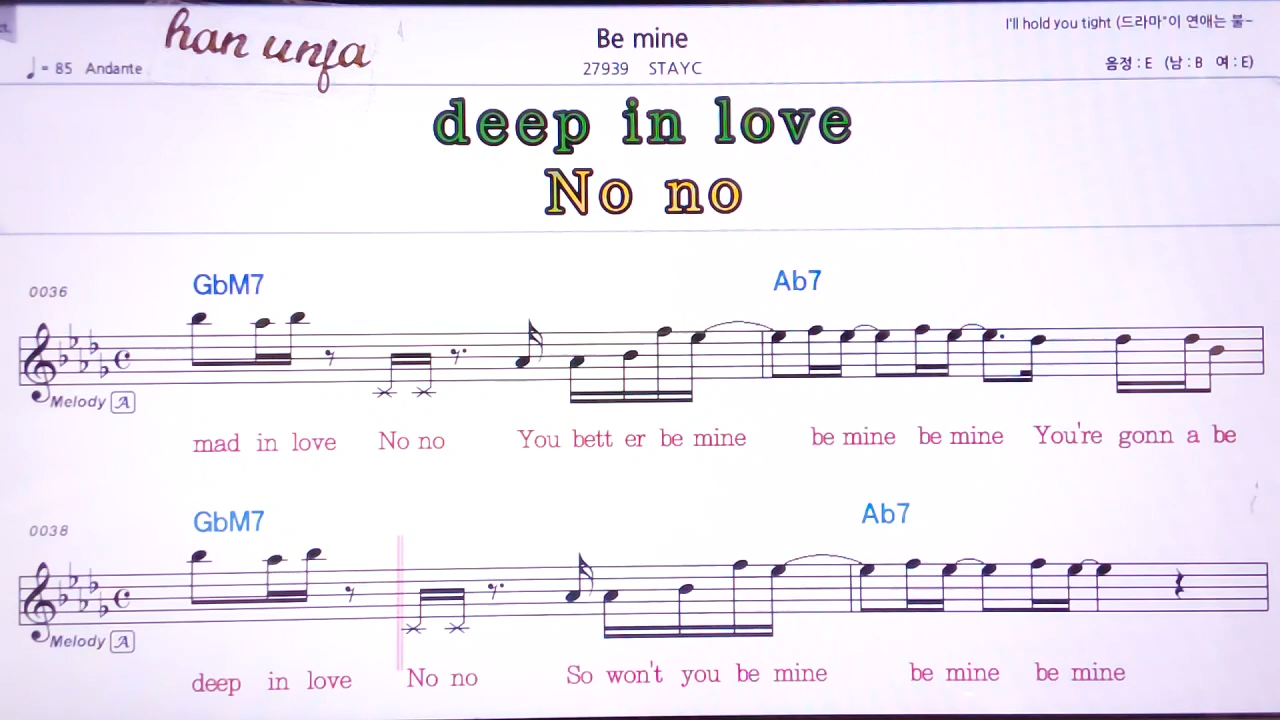 han unfa
Be mine
I'll hold you tight (드라마"이 연애는 불~
♩= 85 Andante
27939 STAYC
음정 : E (남 : B 여 : E)
deep in love
No no
0036
GbM7 Ab7
Melody A
mad in love No no You bett er be mine be mine be mine You're gonn a be
0038
GbM7 Ab7
Melody A
deep in love No no So won't you be mine be mine be mine